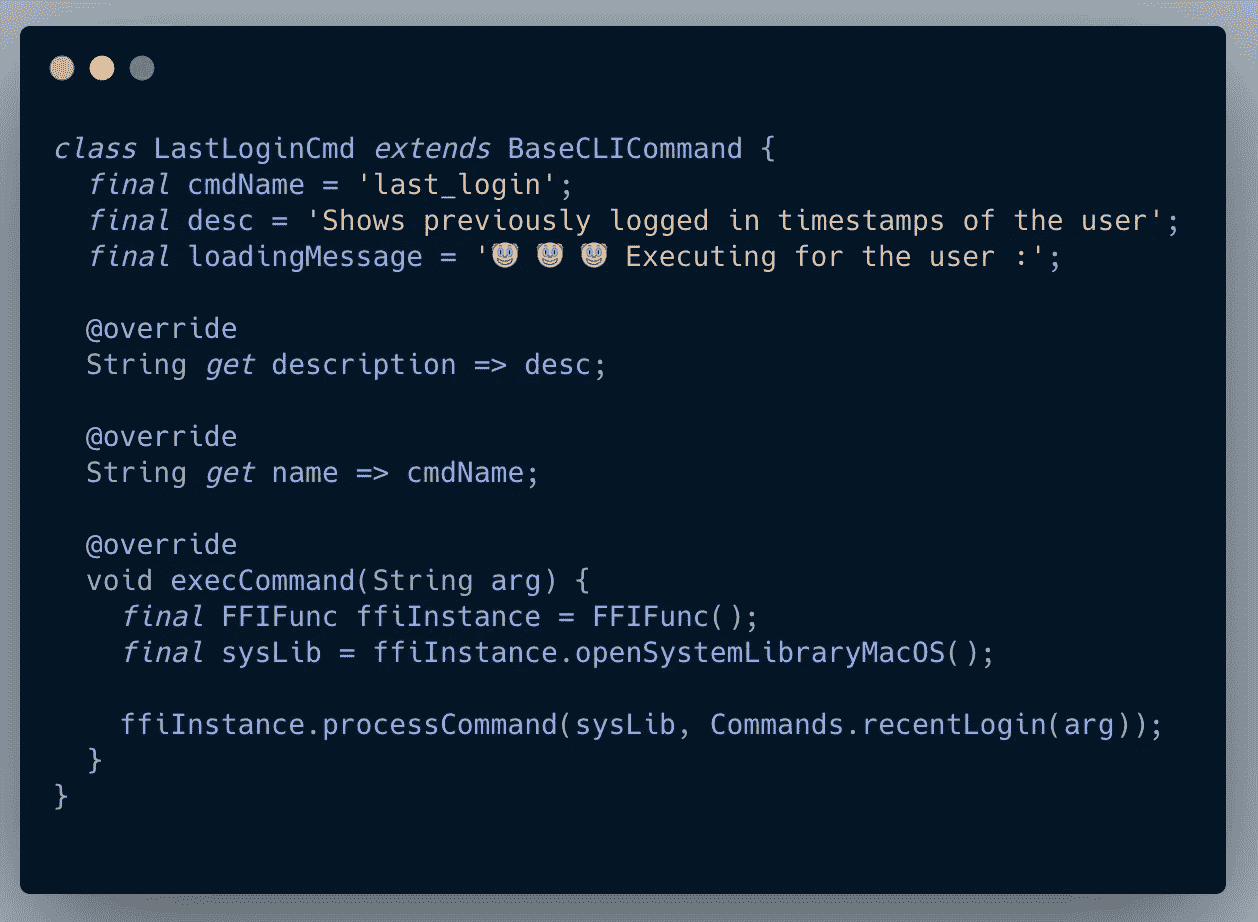 class LastLoginCmd extends BaseCLICommand {
  final cmdName = 'last_login';
  final desc = 'Shows previously logged in timestamps of the user';
  final loadingMessage = '🤡 🤡 🤡 Executing for the user :';

  @override
  String get description => desc;

  @override
  String get name => cmdName;

  @override
  void execCommand(String arg) {
    final FFIFunc ffiInstance = FFIFunc();
    final sysLib = ffiInstance.openSystemLibraryMacOS();

    ffiInstance.processCommand(sysLib, Commands.recentLogin(arg));
  }
}